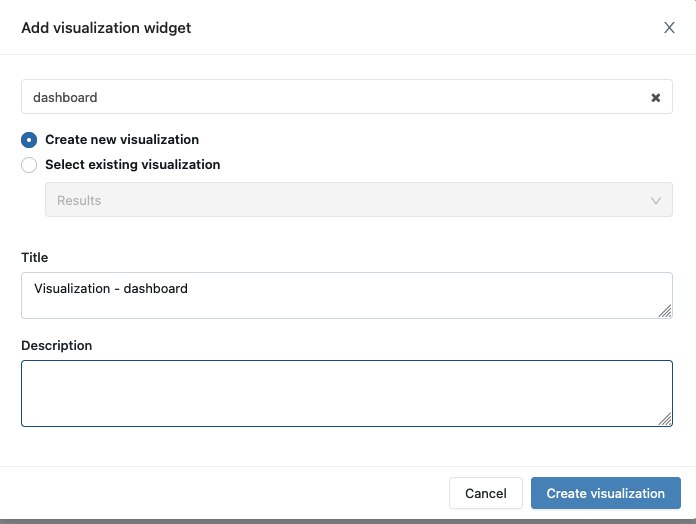 Add visualization widget
dashboard
Create new visualization
Select existing visualization
Results
Title
Visualization - dashboard
Description
Cancel
Create visualization